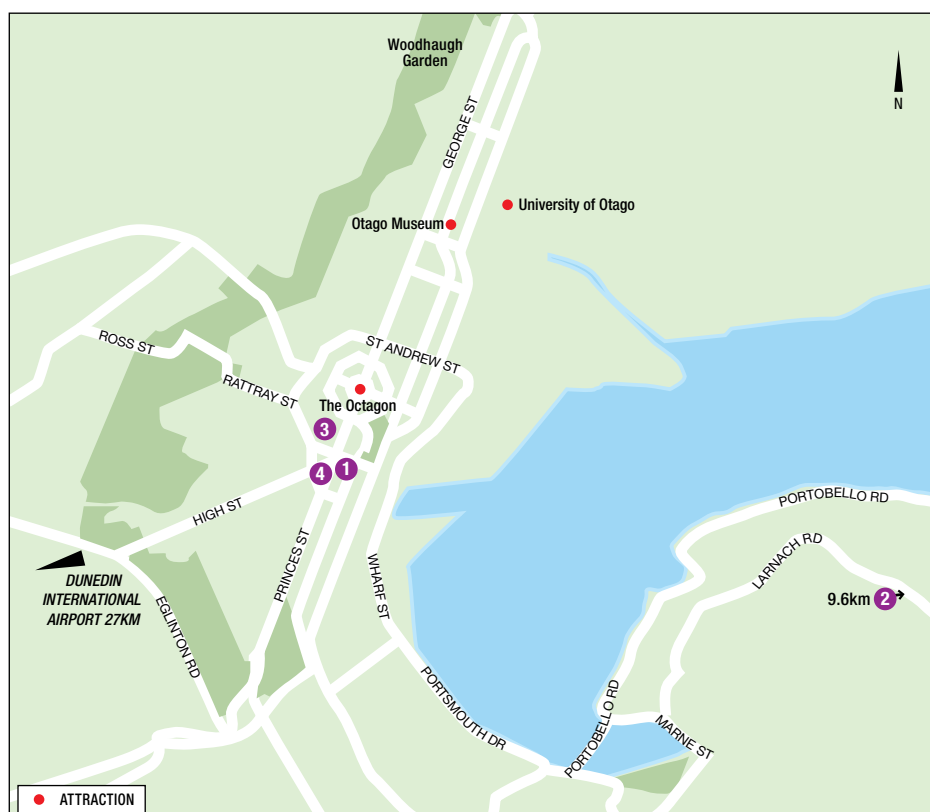 Woodhaugh
Garden
N
GEORGE ST
University of Otago
Otago Museum
ROSS ST
ST ANDREW ST
RATTRAY ST
The Octagon
3
4
1
HIGH ST
PORTOBELLO RD
LARNACH RD
PRINCES ST
WHARF ST
DUNEDIN
INTERNATIONAL
AIRPORT 27KM
9.6km 2
EGLINTON RD
PORTSMOUTH DR
PORTOBELLO RD
MARNE ST
ATTRACTION